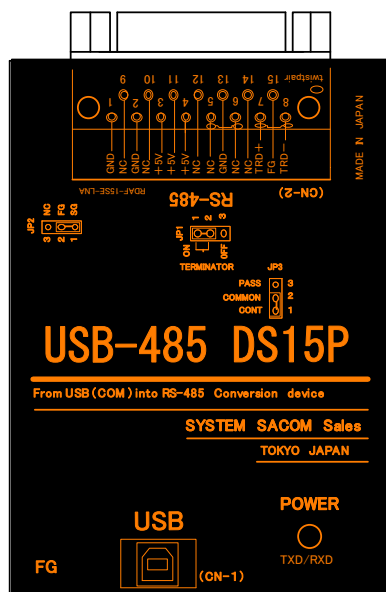 twistpair
9 10 11 12 13 14 15
1 2 3 4 5 6 7 8
GND NC GND NC +5V +5V +5V NC NC GND NC NC TRD+ FG TRD-
MADE IN JAPAN
RDAF-15SE-LNA
RS-485
(CN-2)
JP2
NC FG SG
3 2 1
JP1
1 2 3
ON OFF
TERMINATOR
JP3
PASS 3
COMMON 2
CONT 1
USB-485 DS15P
From USB(COM) into RS-485 Conversion device
SYSTEM SACOM Sales
TOKYO JAPAN
USB
POWER
TXD/RXD
FG
(CN-1)